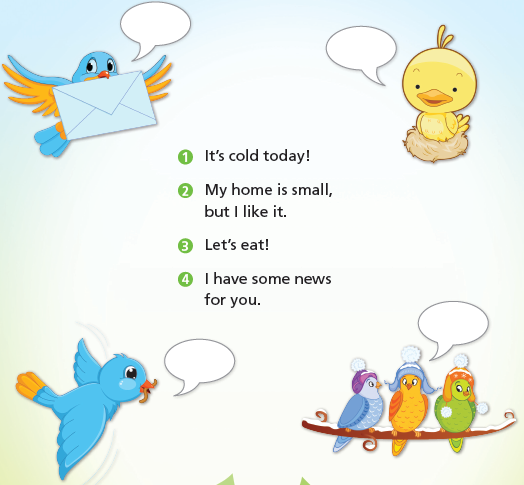 1 It's cold today!
2 My home is small,
but I like it.
3 Let's eat!
4 I have some news
for you.